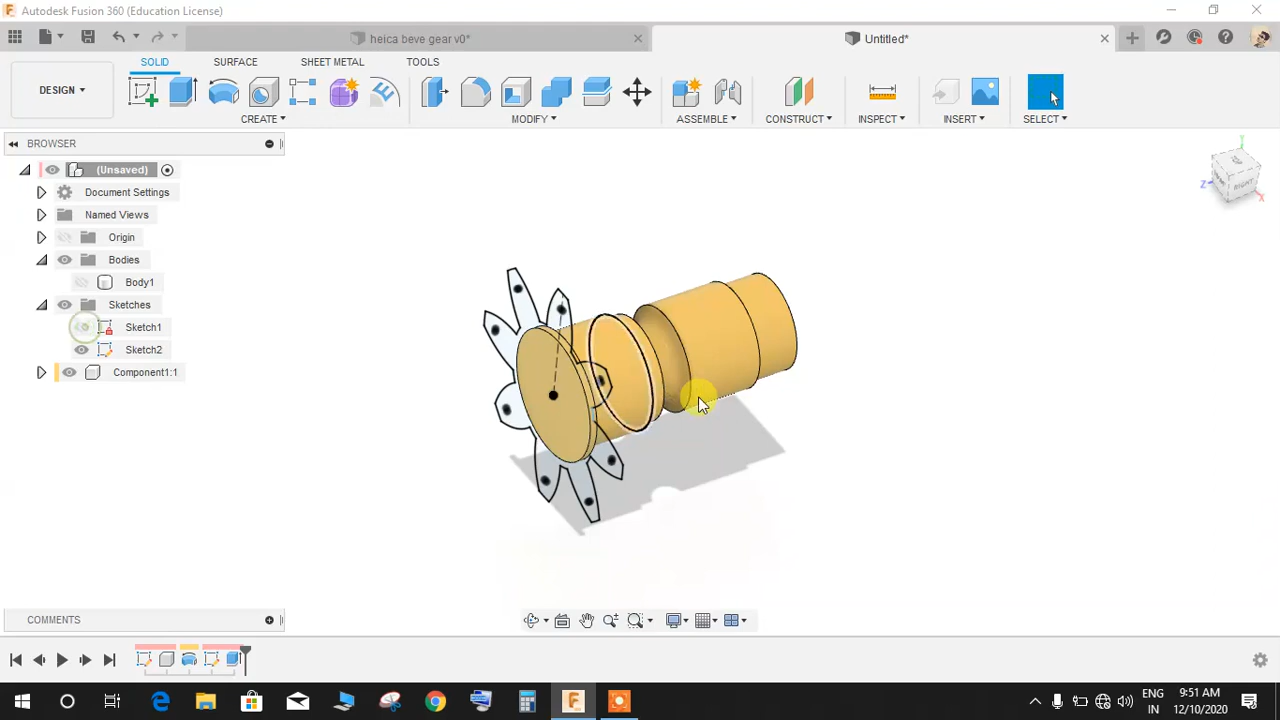 Autodesk Fusion 360 (Education License)
heica beve gear v0*
Untitled*
SOLID SURFACE SHEET METAL TOOLS
DESIGN
CREATE MODIFY ASSEMBLE CONSTRUCT INSPECT INSERT SELECT
BROWSER
(Unsaved)
Document Settings
Named Views
Origin
Bodies
Body1
Sketches
Sketch1
Sketch2
Component1:1
Y
Z
X
RIGHT
COMMENTS
ENG
IN
9:51 AM
12/10/2020